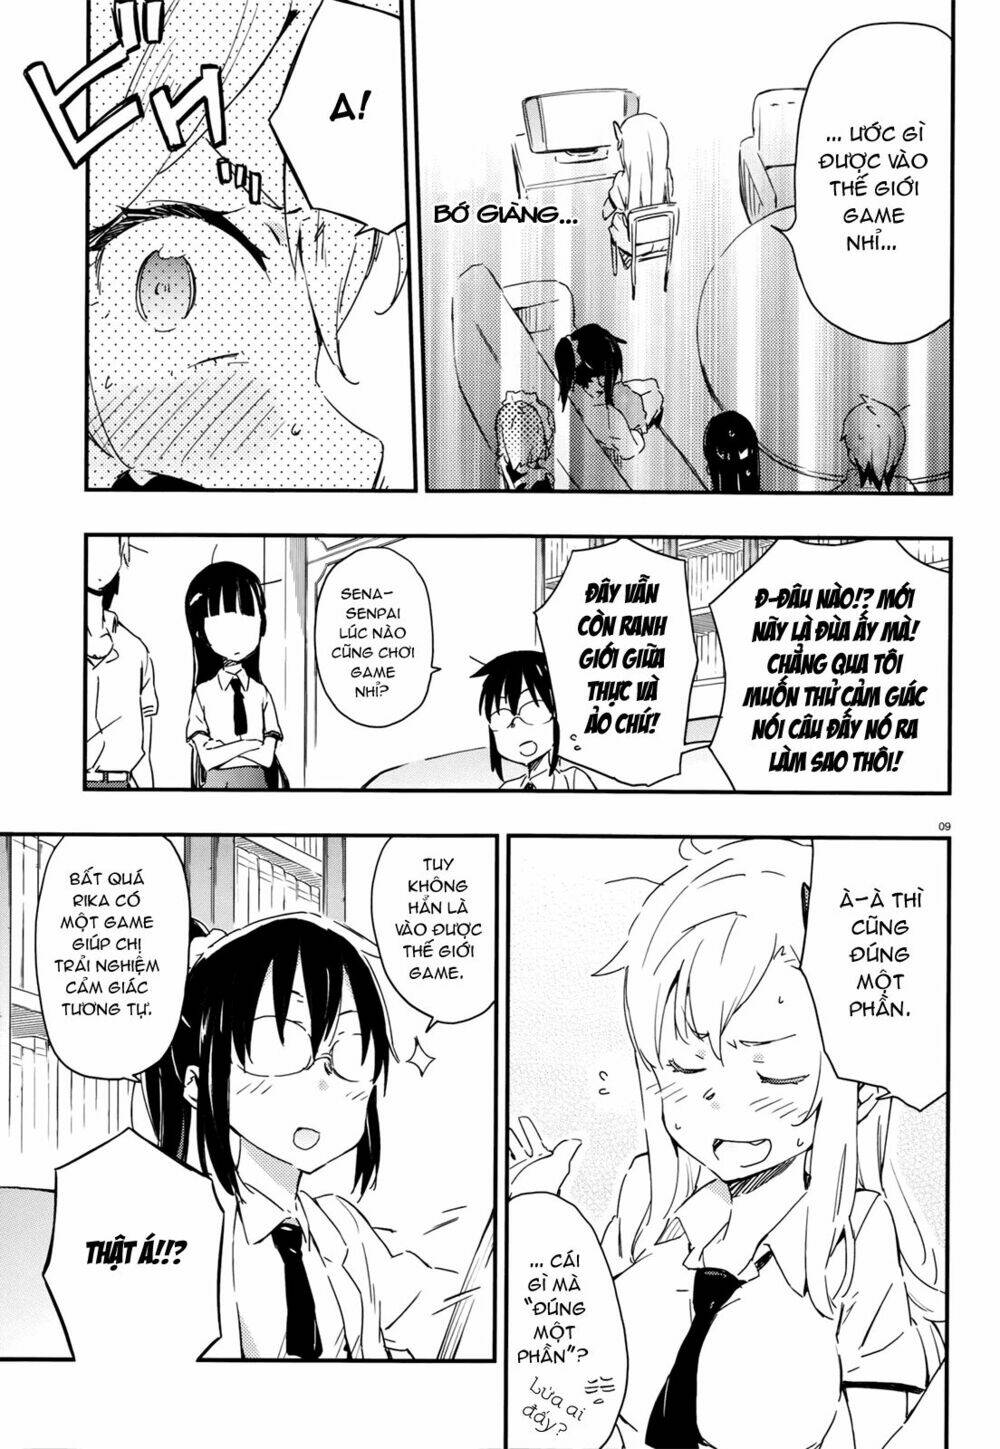 ... ƯỚC GÌ
ĐƯỢC VÀO
THẾ GIỚI
GAME
NHỈ...
BỚ GIÀNG...
A!
ビクッ
Đ-ĐÂU NÀO!? MỚI
NÃY LÀ ĐÙA ẤY MÀ!
CHẲNG QUA TÔI
MUỐN THỬ CẢM GIÁC
NÓI CÂU ĐẤY NÓ RA
LÀM SAO THÔI!
ĐÂY VẪN
CÒN RANH
GIỚI GIỮA
THỰC VÀ
ẢO CHỨ!
SENA-
SENPAI
LÚC NÀO
CŨNG CHƠI
GAME
NHỈ?
09
À-À THÌ
CŨNG
ĐÚNG
MỘT
PHẦN.
... CÁI
GÌ MÀ
"ĐÚNG
MỘT
PHẦN"?
Lừa ai
đấy?
TUY
KHÔNG
HẲN LÀ
VÀO ĐƯỢC
THẾ GIỚI
GAME.
BẤT QUÁ
RIKA CÓ
MỘT GAME
GIÚP CHỊ
TRẢI NGHIỆM
CẢM GIÁC
TƯƠNG TỰ.
THẬT Á!!?